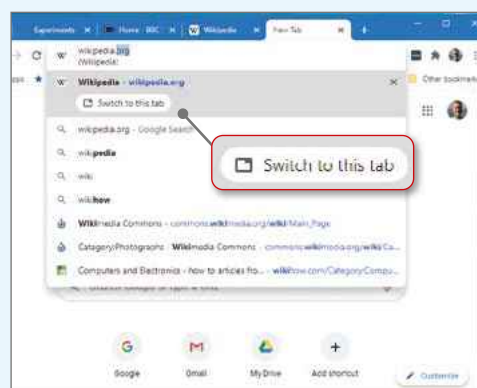 Experiments
Home BBC
Wikipedia
New Tab
wikipedia.org
(Wikipedia)
Apps
Other bookmarks
Wikipedia - wikipedia.org
Switch to this tab
wikipedia.org - Google Search
wikipedia
wiki
wikihow
Wikimedia Commons - commons.wikimedia.org/wiki/Main_Page
Category:Photographs - Wikimedia Commons - commons.wikimedia.org/wiki/Ca...
Computers and Electronics - how to articles fro... - wikihow.com/Category:Compu...
Switch to this tab
Google
Gmail
My Drive
Add shortcut
Customise